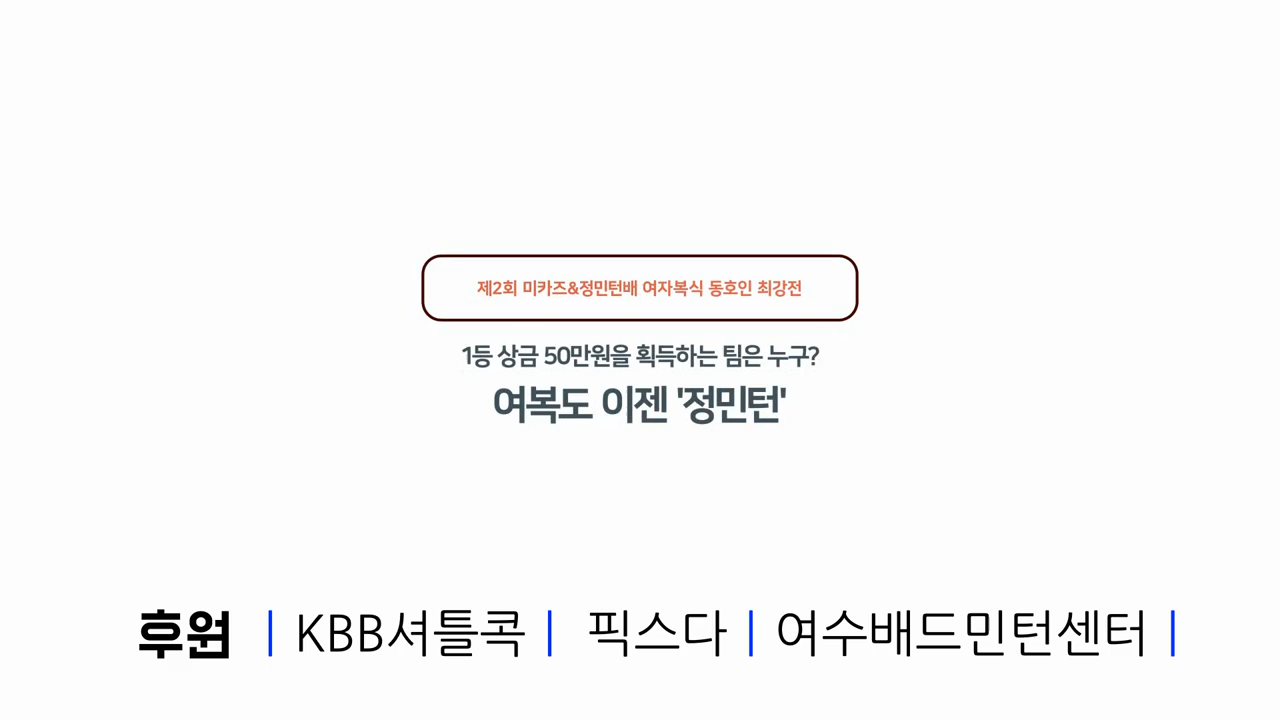 제2회 미카즈&정민턴배 여자복식 동호인 최강전
1등 상금 50만원을 획득하는 팀은 누구?
여복도 이젠 '정민턴'
후원 | KBB셔틀콕 | 픽스다 | 여수배드민턴센터 |